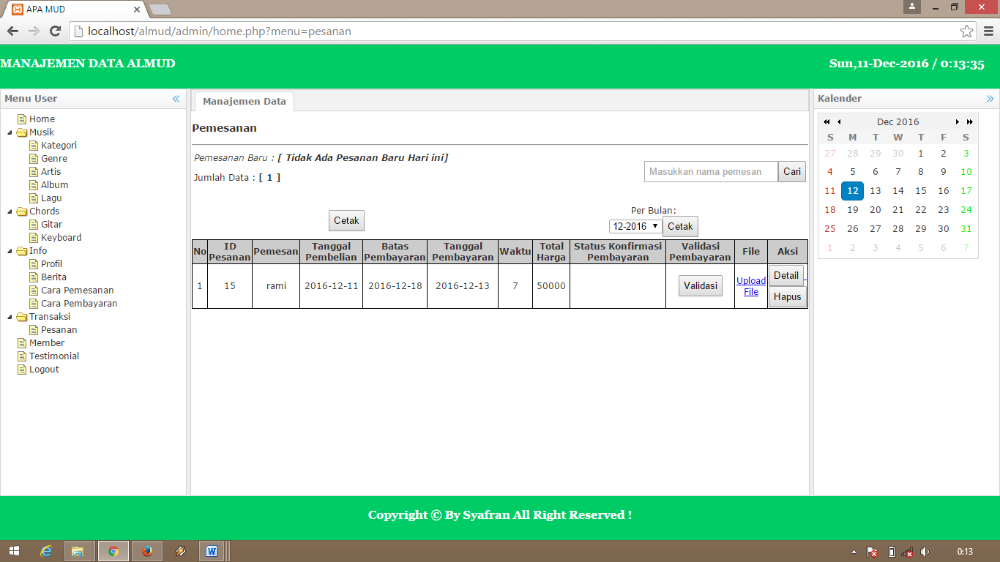 APA MUD
localhost/almud/admin/home.php?menu=pesanan
MANAJEMEN DATA ALMUD
Sun,11-Dec-2016 / 0:13:35
Menu User
Home
Musik
Kategori
Genre
Artis
Album
Lagu
Chords
Gitar
Keyboard
Info
Profil
Berita
Cara Pemesanan
Cara Pembayaran
Transaksi
Pesanan
Member
Testimonial
Logout
Manajemen Data
Pemesanan
Pemesanan Baru : [ Tidak Ada Pesanan Baru Hari ini]
Jumlah Data : [ 1 ]
Masukkan nama pemesan Cari
Cetak
Per Bulan:
12-2016 Cetak
No ID Pesanan Pemesan Tanggal Pembelian Batas Pembayaran Tanggal Pembayaran Waktu Total Harga Status Konfirmasi Pembayaran Validasi Pembayaran File Aksi
1 15 rami 2016-12-11 2016-12-18 2016-12-13 7 50000 Validasi Upload File Detail Hapus
Kalender
Dec 2016
S M T W T F S
27 28 29 30 1 2 3
4 5 6 7 8 9 10
11 12 13 14 15 16 17
18 19 20 21 22 23 24
25 26 27 28 29 30 31
1 2 3 4 5 6 7
Copyright © By Syafran All Right Reserved !
0:13